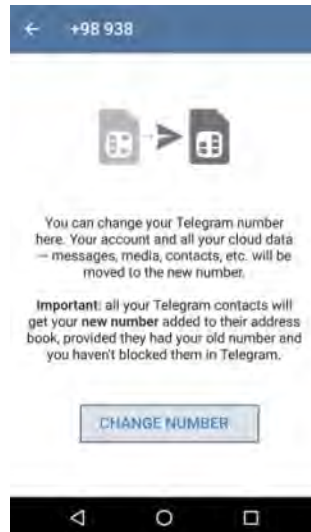 +98 938
You can change your Telegram number
here. Your account and all your cloud data
— messages, media, contacts, etc. will be
moved to the new number.
Important: all your Telegram contacts will
get your new number added to their address
book, provided they had your old number and
you haven't blocked them in Telegram.
CHANGE NUMBER